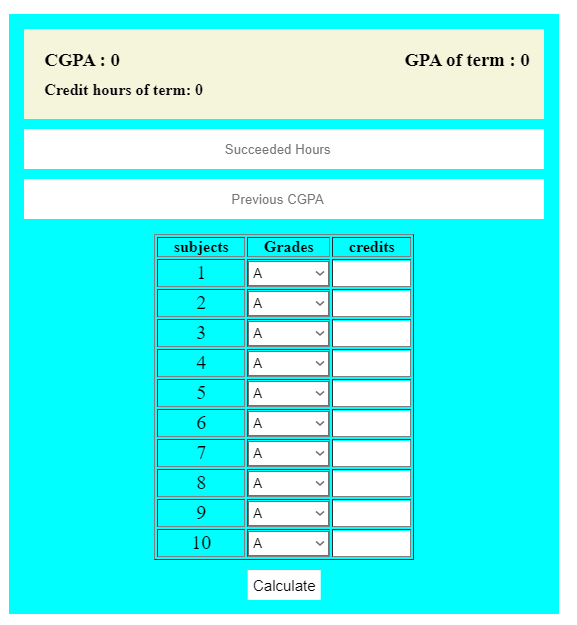 CGPA : 0 GPA of term : 0
Credit hours of term: 0
Succeeded Hours
Previous CGPA
subjects Grades credits
1 A
2 A
3 A
4 A
5 A
6 A
7 A
8 A
9 A
10 A
Calculate